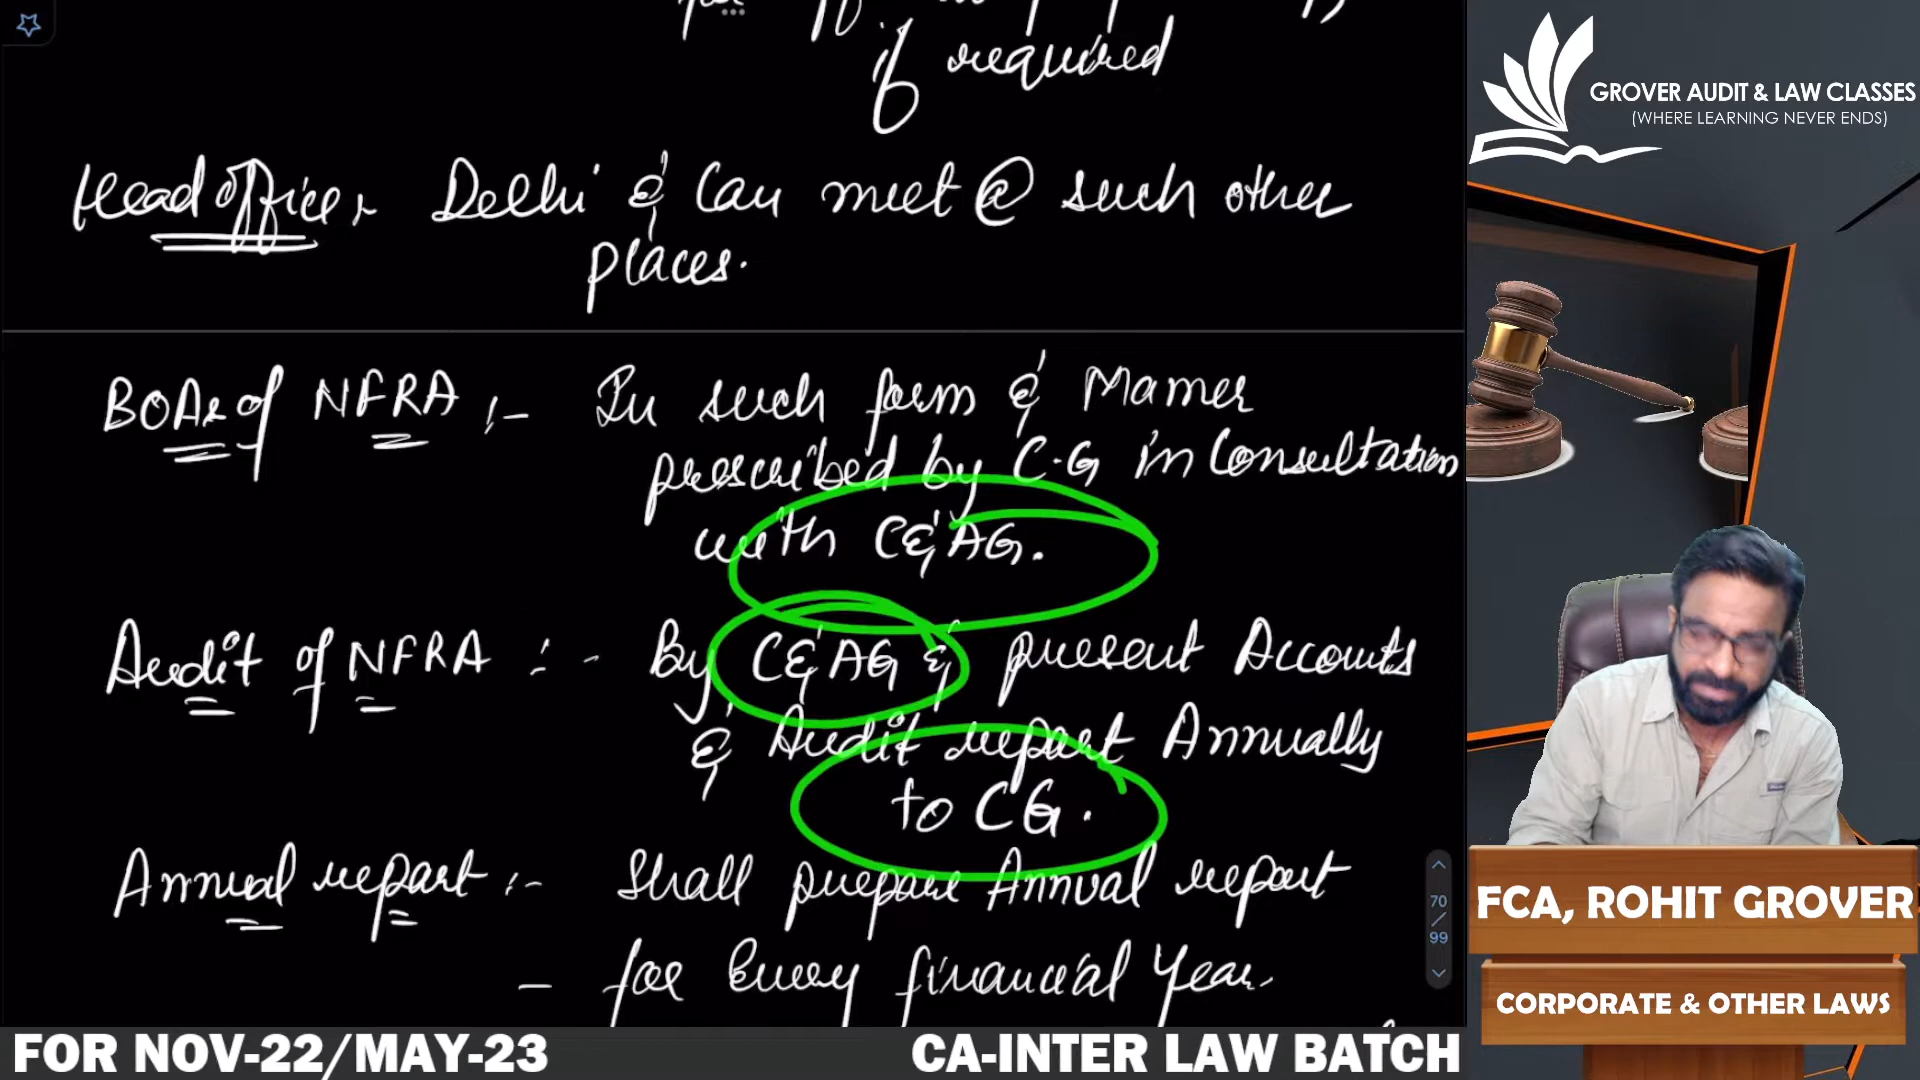 if required
Head office:- Delhi & Can meet @ such other
places.
BOAs of NFRA :- In such form & Manner
prescribed by C.G in Consultation
with C&AG.
Audit of NFRA :- By C&AG & present Accounts
& Audit report Annually
to CG.
Annual report :- Shall prepare Annual report
- for Every financial Year.
70
/
99
GROVER AUDIT & LAW CLASSES
(WHERE LEARNING NEVER ENDS)
FCA, ROHIT GROVER
CORPORATE & OTHER LAWS
FOR NOV-22/MAY-23
CA-INTER LAW BATCH